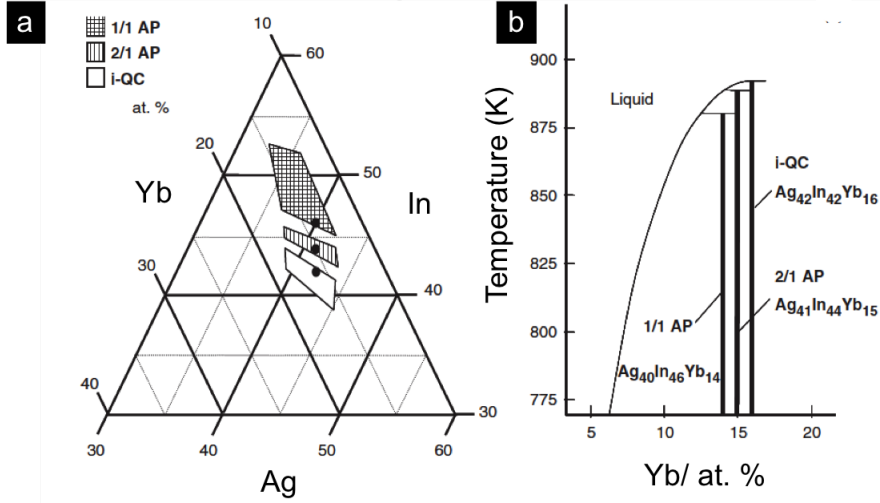 a
1/1 AP
2/1 AP
i-QC
at. %
10
60
20
50
Yb
In
30
40
40
30
30
40
50
60
Ag
b
900
875
850
825
800
775
Temperature (K)
Liquid
i-QC
Ag42In42Yb16
2/1 AP
Ag41In44Yb15
1/1 AP
Ag40In46Yb14
5
10
15
20
Yb/ at. %